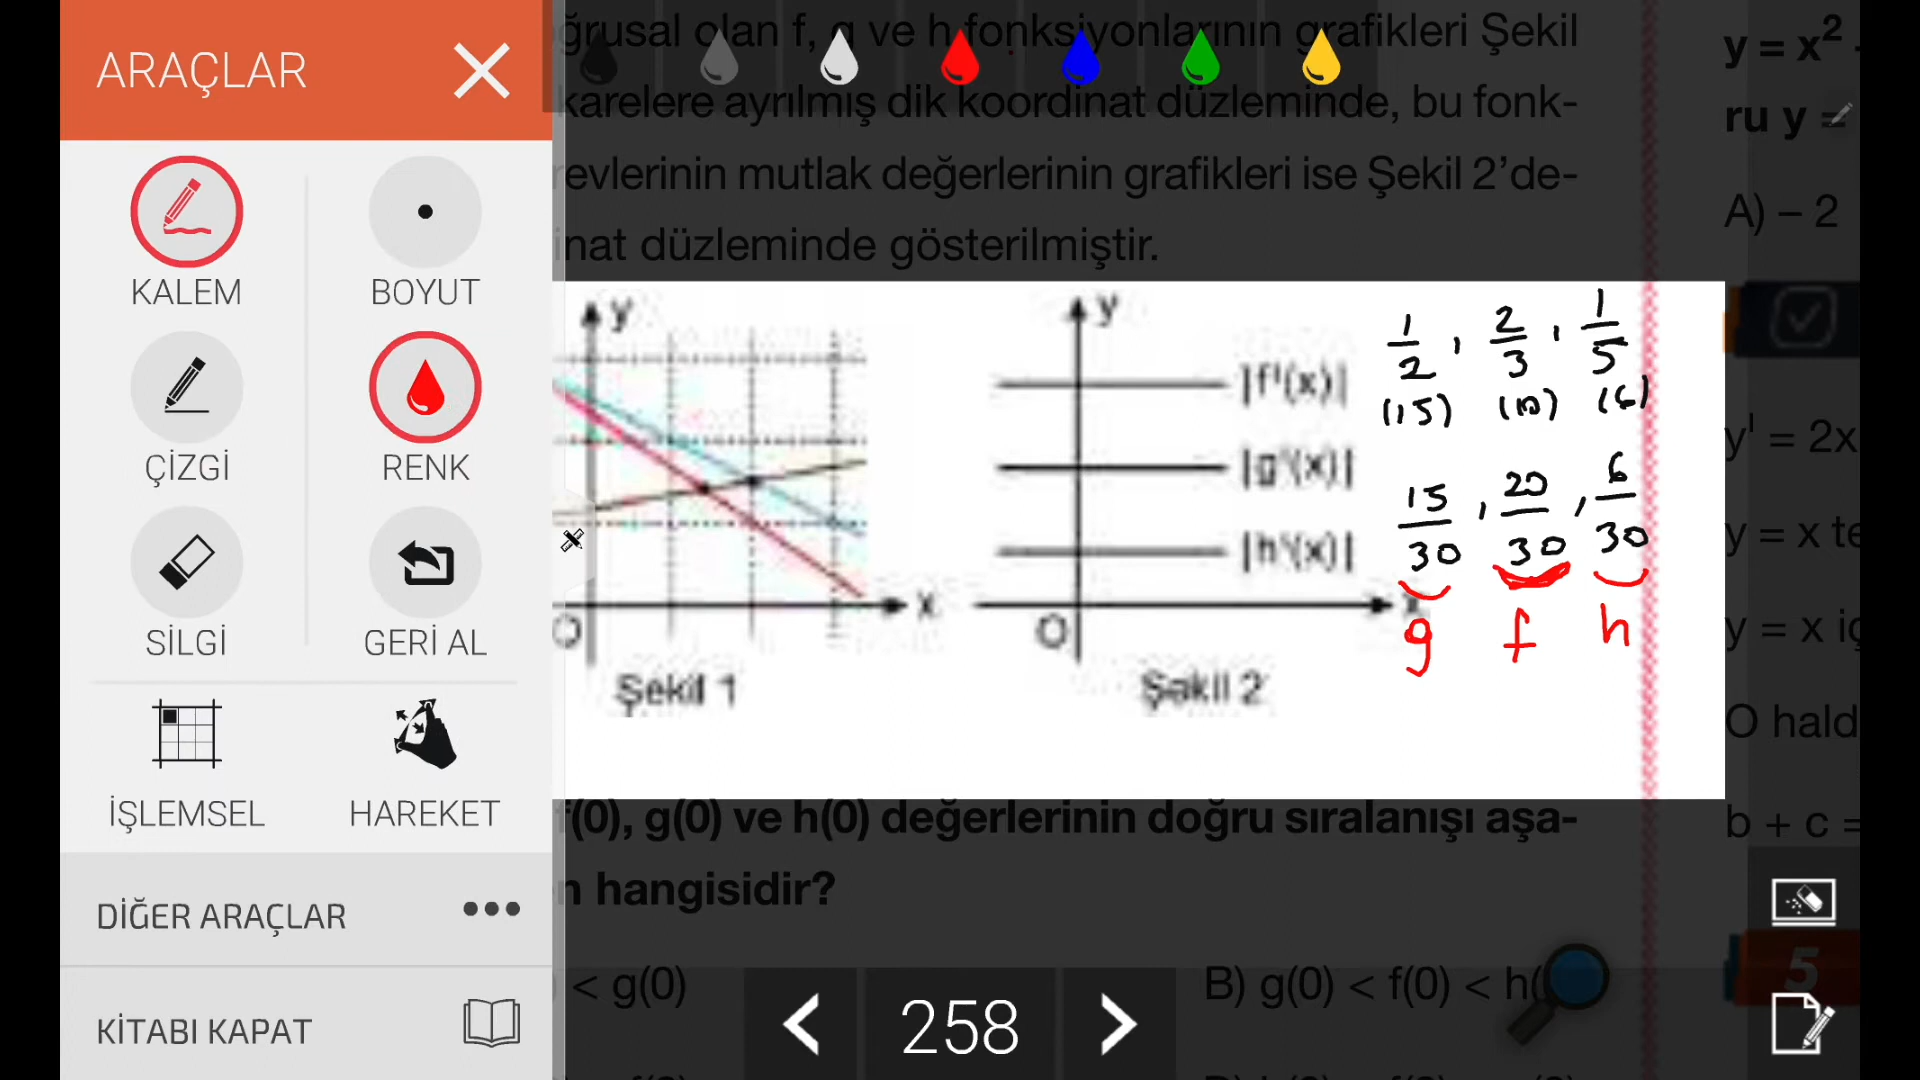 ARAÇLAR
KALEM
BOYUT
ÇİZGİ
RENK
SİLGİ
GERİ AL
İŞLEMSEL
HAREKET
DİĞER ARAÇLAR
KİTABI KAPAT
ğrusal olan f, g ve h fonksiyonlarının grafikleri Şekil
karelere ayrılmış dik koordinat düzleminde, bu fonk-
revlerinin mutlak değerlerinin grafikleri ise Şekil 2’de-
inat düzleminde gösterilmiştir.
y
x
O
Şekil 1
y
|f'(x)|
|g'(x)|
|h'(x)|
x
O
Şekil 2
1/2 , 2/3 , 1/5
(15) (10) (6)
15/30 , 20/30 , 6/30
g f h
f(0), g(0) ve h(0) değerlerinin doğru sıralanışı aşa-
n hangisidir?
< g(0)
B) g(0) < f(0) < h(
258
y = x²
ru y =
A) – 2
y' = 2x
y = x te
y = x iç
O hald
b + c =
5